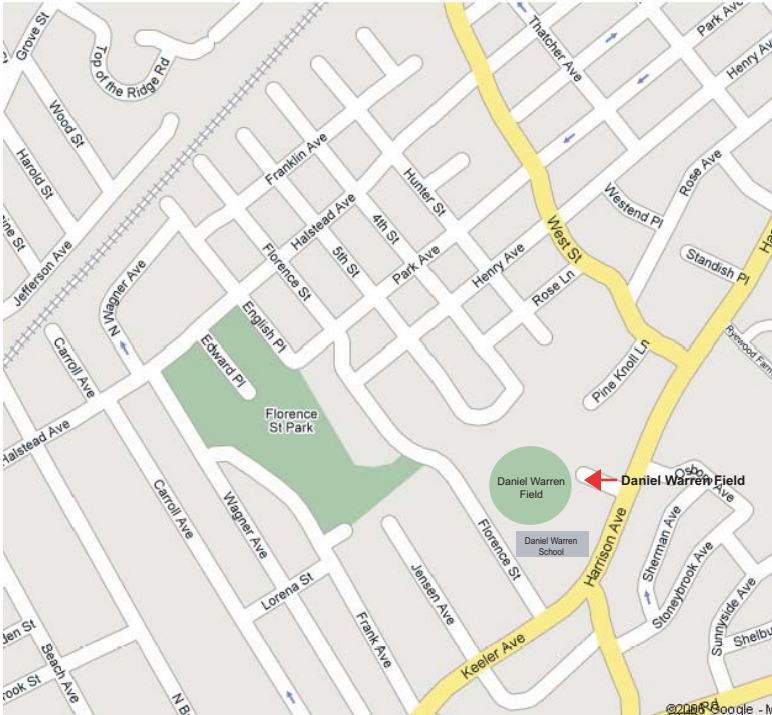 Grove St
Top of the Ridge Rd
Thatcher Ave
Park Ave
Henry Ave
Wood St
Harold St
Franklin Ave
Hunter St
Rose Ave
Westend Pl
Halstead Ave
4th St
West St
Jefferson Ave
N Wagner Ave
Florence St
5th St
Park Ave
Henry Ave
Rose Ln
Standish Pl
English Pl
Edward Pl
Carroll Ave
Pine Knoll Ln
Ryewood Farm
Florence
St Park
Halstead Ave
Daniel Warren
Field
Daniel Warren Field
Carroll Ave
Wagner Ave
Florence St
Daniel Warren
School
Harrison Ave
Sherman Ave
Stoneybrook Ave
Sunnyside Ave
Lorena St
Jensen Ave
Frank Ave
Keeler Ave
Beach Ave
Shelbu